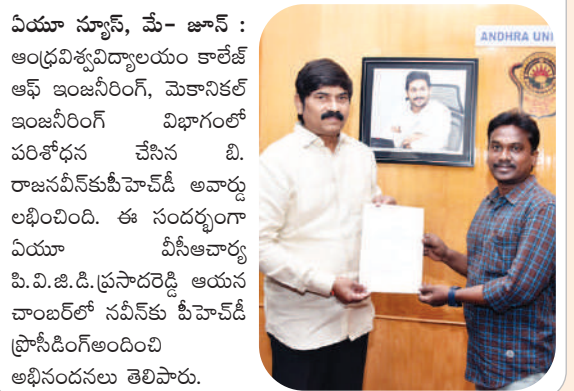 ఏయూ న్యూస్, మే– జూన్ :
ఆంధ్రవిశ్వవిద్యాలయం కాలేజ్
ఆఫ్ ఇంజనీరింగ్, మెకానికల్
ఇంజనీరింగ్ విభాగంలో
పరిశోధన చేసిన బి.
రాజనవీన్‌కుపీహెచ్‌డీ అవార్డు
లభించింది. ఈ సందర్భంగా
ఏయూ వీసీఆచార్య
పి.వి.జి.డి.ప్రసాదరెడ్డి ఆయన
చాంబర్‌లో నవీన్‌కు పీహెచ్‌డీ
ప్రొసీడింగ్‌అందించి
అభినందనలు తెలిపారు.
ANDHRA UNI